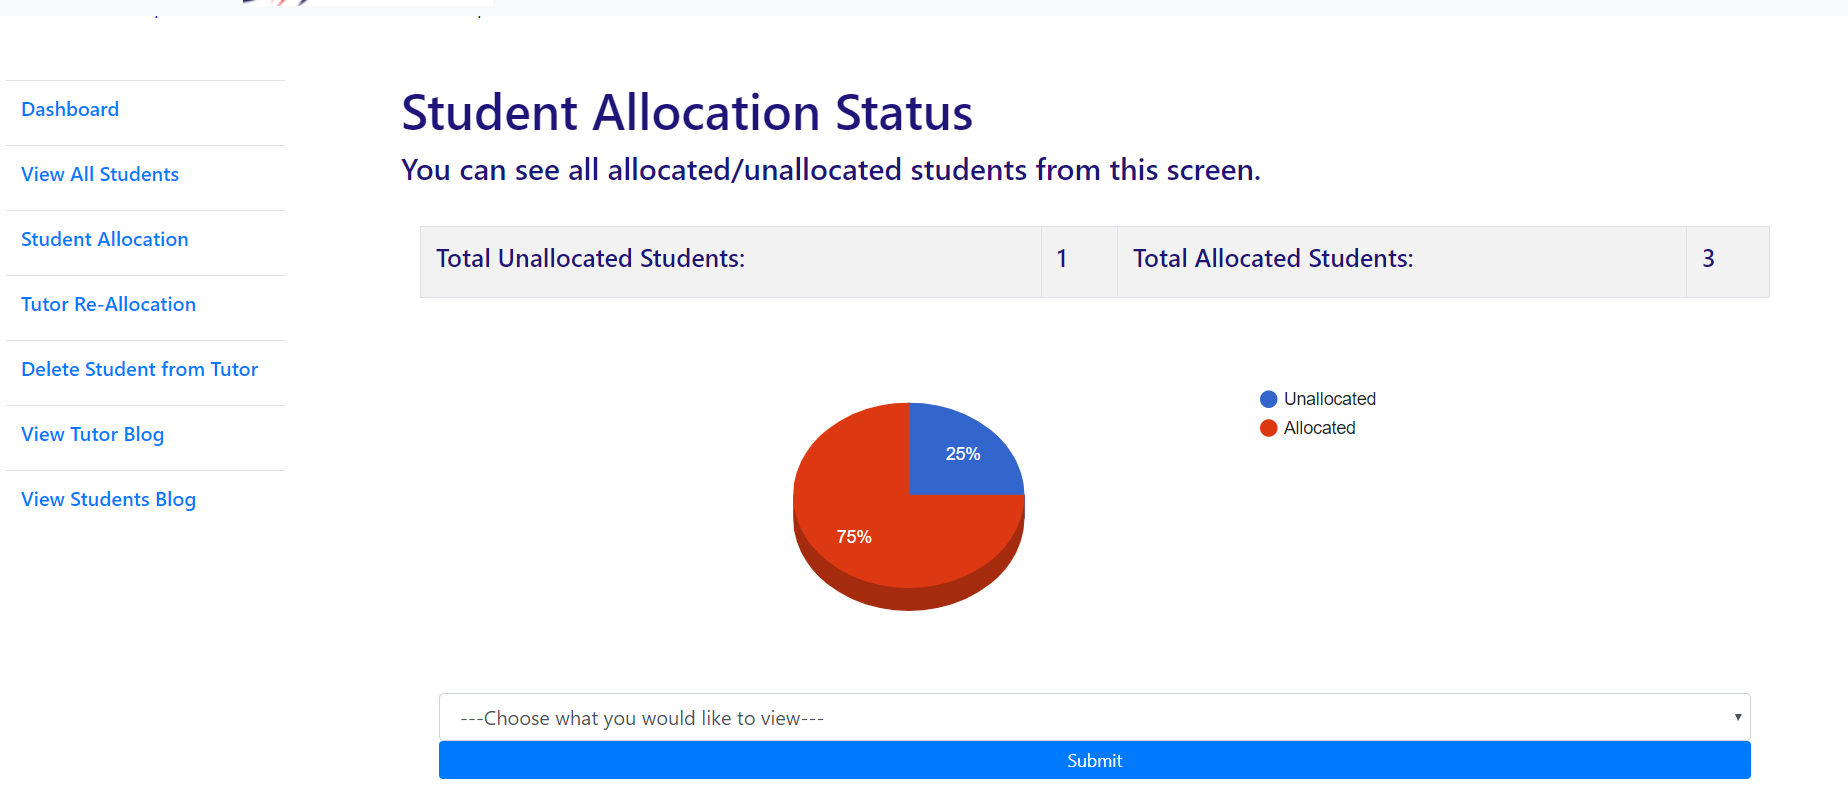 Dashboard
View All Students
Student Allocation
Tutor Re-Allocation
Delete Student from Tutor
View Tutor Blog
View Students Blog
Student Allocation Status
You can see all allocated/unallocated students from this screen.
Total Unallocated Students: 1 Total Allocated Students: 3
Unallocated
Allocated
25%
75%
---Choose what you would like to view---
Submit